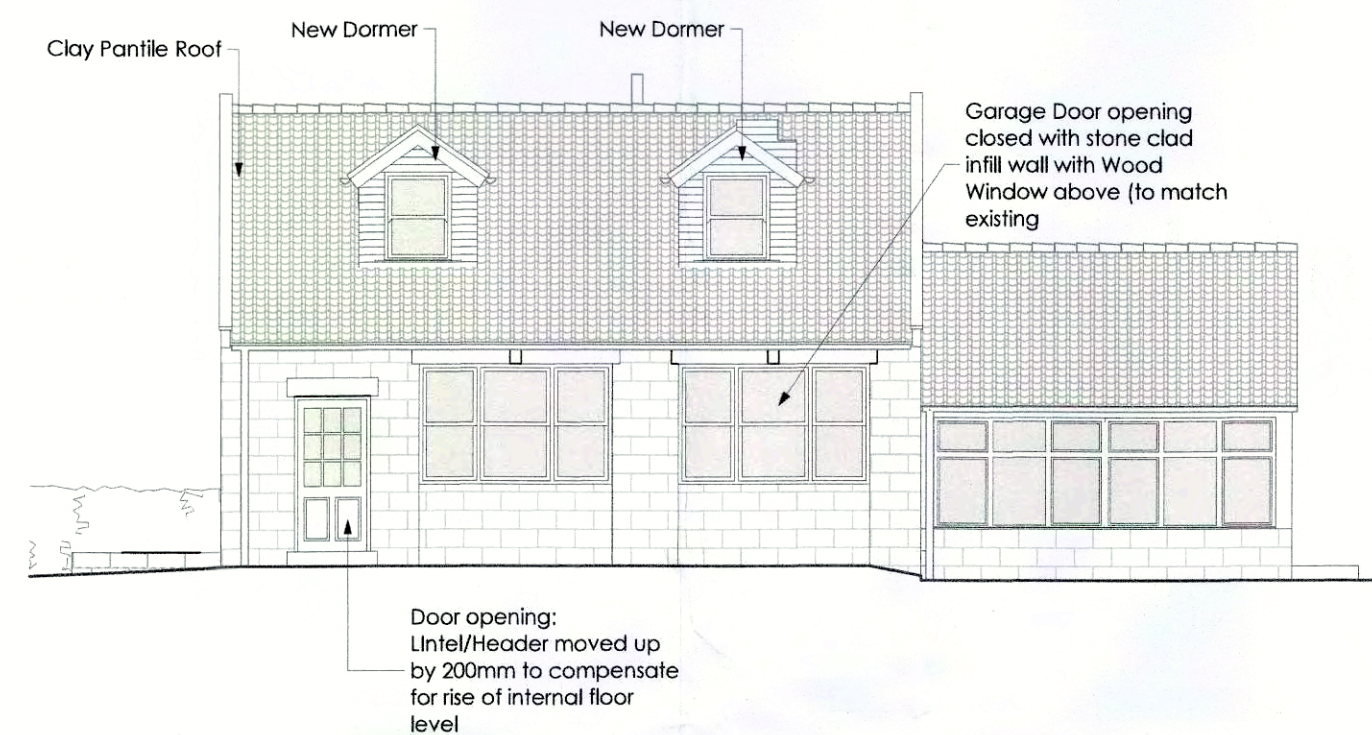 Clay Pantile Roof
New Dormer
New Dormer
Garage Door opening
closed with stone clad
infill wall with Wood
Window above (to match
existing
Door opening:
Lintel/Header moved up
by 200mm to compensate
for rise of internal floor
level